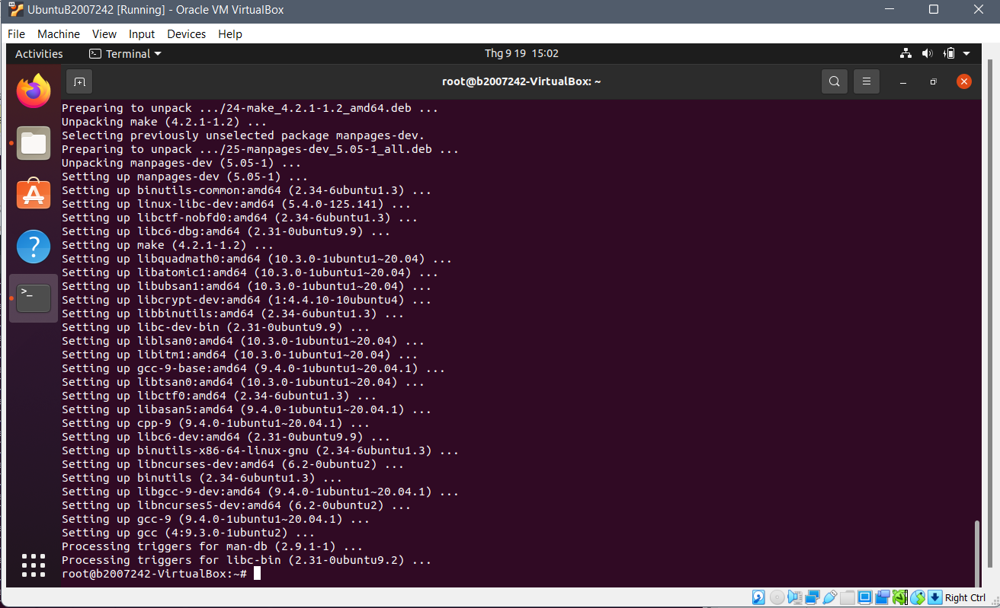 UbuntuB2007242 [Running] - Oracle VM VirtualBox
File Machine View Input Devices Help
Activities Terminal Thg 9 19 15:02
root@b2007242-VirtualBox: ~
Preparing to unpack .../24-make_4.2.1-1.2_amd64.deb ...
Unpacking make (4.2.1-1.2) ...
Selecting previously unselected package manpages-dev.
Preparing to unpack .../25-manpages-dev_5.05-1_all.deb ...
Unpacking manpages-dev (5.05-1) ...
Setting up manpages-dev (5.05-1) ...
Setting up binutils-common:amd64 (2.34-6ubuntu1.3) ...
Setting up linux-libc-dev:amd64 (5.4.0-125.141) ...
Setting up libctf-nobfd0:amd64 (2.34-6ubuntu1.3) ...
Setting up libc6-dbg:amd64 (2.31-0ubuntu9.9) ...
Setting up make (4.2.1-1.2) ...
Setting up libquadmath0:amd64 (10.3.0-1ubuntu1~20.04) ...
Setting up libatomic1:amd64 (10.3.0-1ubuntu1~20.04) ...
Setting up libubsan1:amd64 (10.3.0-1ubuntu1~20.04) ...
Setting up libcrypt-dev:amd64 (1:4.4.10-10ubuntu4) ...
Setting up libbinutils:amd64 (2.34-6ubuntu1.3) ...
Setting up libc-dev-bin (2.31-0ubuntu9.9) ...
Setting up liblsan0:amd64 (10.3.0-1ubuntu1~20.04) ...
Setting up libitm1:amd64 (10.3.0-1ubuntu1~20.04) ...
Setting up gcc-9-base:amd64 (9.4.0-1ubuntu1~20.04.1) ...
Setting up libtsan0:amd64 (10.3.0-1ubuntu1~20.04) ...
Setting up libctf0:amd64 (2.34-6ubuntu1.3) ...
Setting up libasan5:amd64 (9.4.0-1ubuntu1~20.04.1) ...
Setting up cpp-9 (9.4.0-1ubuntu1~20.04.1) ...
Setting up libc6-dev:amd64 (2.31-0ubuntu9.9) ...
Setting up binutils-x86-64-linux-gnu (2.34-6ubuntu1.3) ...
Setting up libncurses-dev:amd64 (6.2-0ubuntu2) ...
Setting up binutils (2.34-6ubuntu1.3) ...
Setting up libgcc-9-dev:amd64 (9.4.0-1ubuntu1~20.04.1) ...
Setting up libncurses5-dev:amd64 (6.2-0ubuntu2) ...
Setting up gcc-9 (9.4.0-1ubuntu1~20.04.1) ...
Setting up gcc (4:9.3.0-1ubuntu2) ...
Processing triggers for man-db (2.9.1-1) ...
Processing triggers for libc-bin (2.31-0ubuntu9.2) ...
root@b2007242-VirtualBox:~#
Right Ctrl